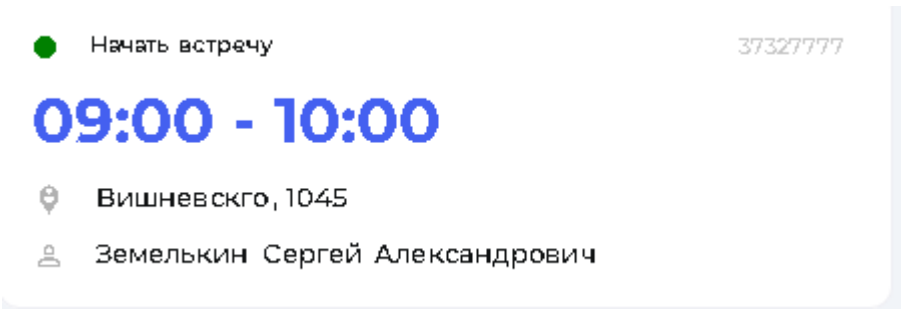 Начать встречу 37327777
09:00 - 10:00
Вишневскго, 1045
Земелькин Сергей Александрович